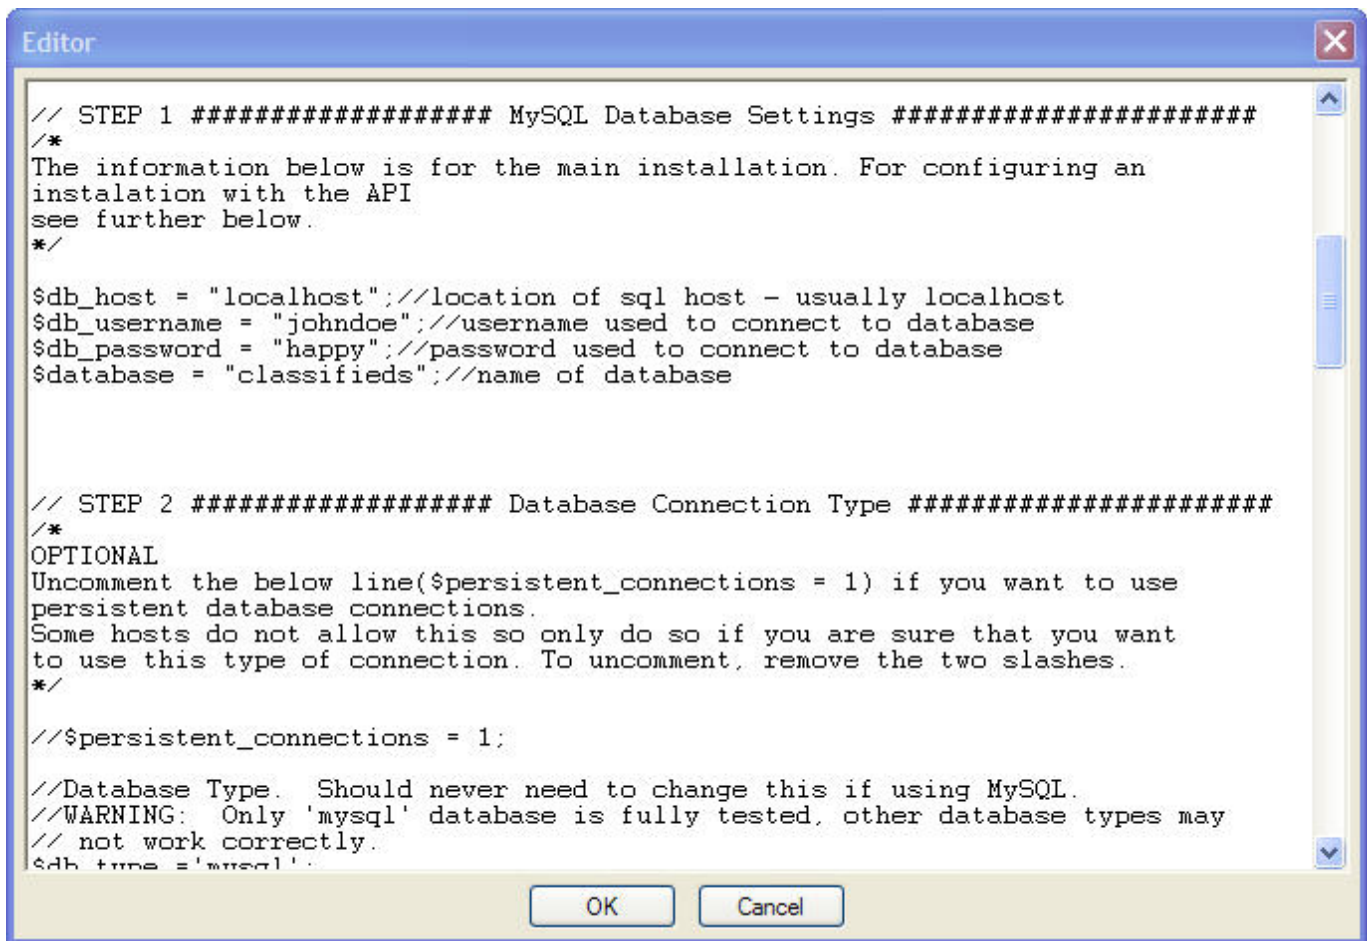 Editor
// STEP 1 ################### MySQL Database Settings #######################
/*
The information below is for the main installation. For configuring an
instalation with the API
see further below.
*/
$db_host = "localhost";//location of sql host – usually localhost
$db_username = "johndoe";//username used to connect to database
$db_password = "happy";//password used to connect to database
$database = "classifieds";//name of database
// STEP 2 ################### Database Connection Type #######################
/*
OPTIONAL
Uncomment the below line($persistent_connections = 1) if you want to use
persistent database connections.
Some hosts do not allow this so only do so if you are sure that you want
to use this type of connection. To uncomment, remove the two slashes.
*/
//$persistent_connections = 1;
//Database Type.  Should never need to change this if using MySQL.
//WARNING:  Only 'mysql' database is fully tested, other database types may
// not work correctly.
$db_type ='mysql';
OK
Cancel